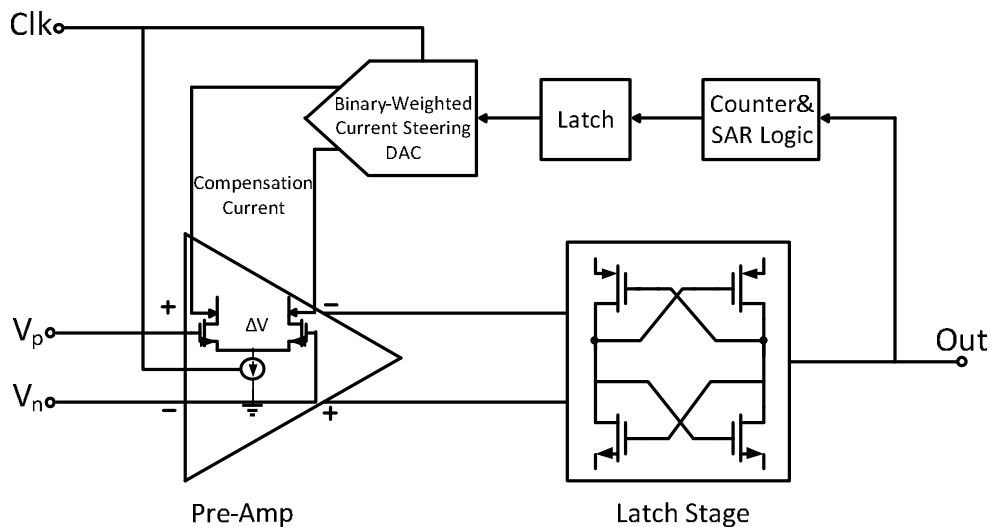 Clk
Binary-Weighted
Current Steering
DAC
Latch
Counter&
SAR Logic
Compensation
Current
+
−
ΔV
Vp
Vn
−
+
Out
Pre-Amp
Latch Stage